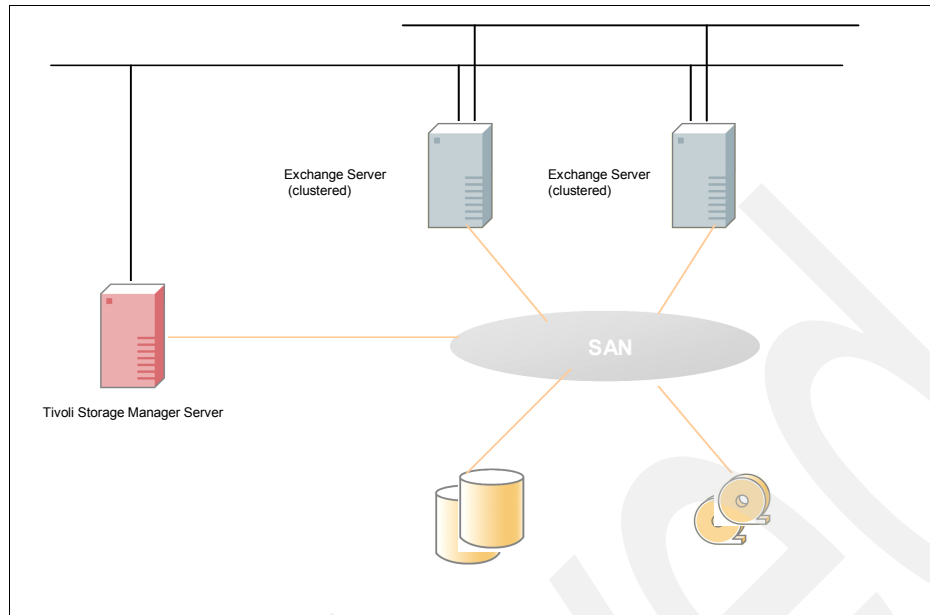 Exchange Server
(clustered)
Exchange Server
(clustered)
SAN
Tivoli Storage Manager Server